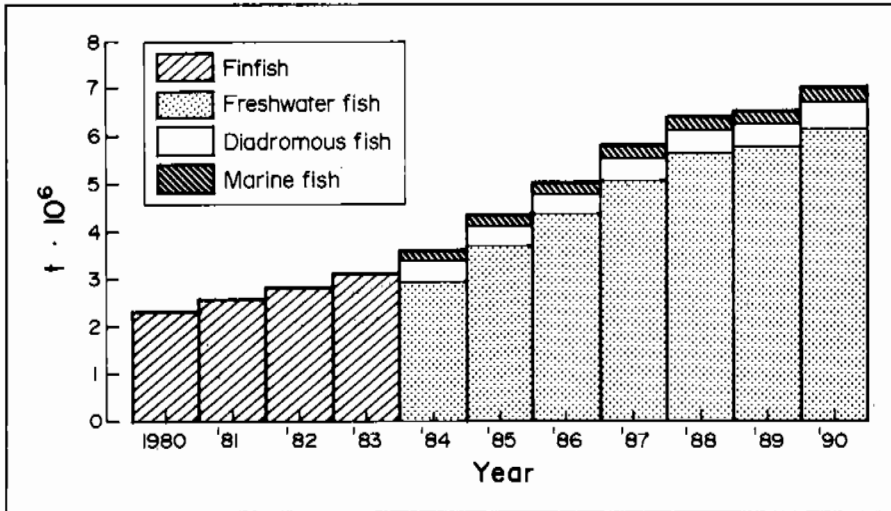 8
7
6
5
4
3
2
1
0
t · 10⁶
Finfish
Freshwater fish
Diadromous fish
Marine fish
1980 '81 '82 '83 '84 '85 '86 '87 '88 '89 '90
Year